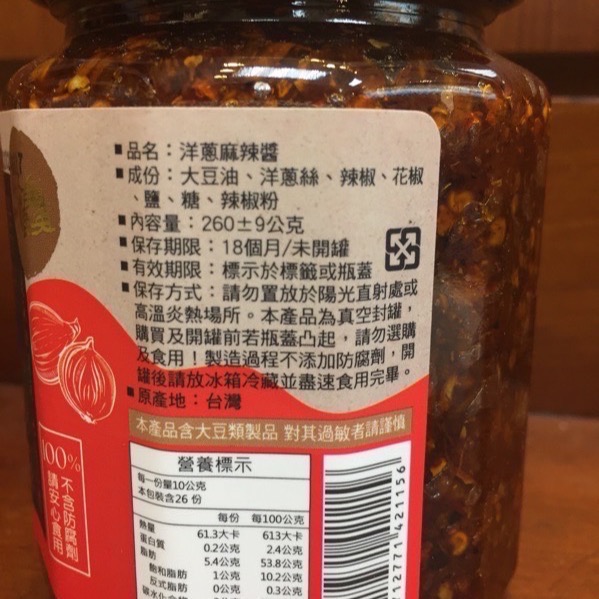 ■品名：洋蔥麻辣醬
■成份：大豆油、洋蔥絲、辣椒、花椒
、鹽、糖、辣椒粉
■內容量：260±9公克
■保存期限：18個月/未開罐
■有效期限：標示於標籤或瓶蓋
■保存方式：請勿置放於陽光直射處或
高溫炎熱場所。本產品為真空封罐，
購買及開罐前若瓶蓋凸起，請勿選購
及食用！製造過程不添加防腐劑，開
罐後請放冰箱冷藏並盡速食用完畢。
■原產地：台灣
本產品含大豆類製品 對其過敏者請謹慎
100%
不含防腐劑
請安心食用
營養標示
每一份量10公克
本包裝含26份
每份 每100公克
熱量 61.3大卡 613大卡
蛋白質 0.2公克 2.4公克
脂肪 5.4公克 53.8公克
飽和脂肪 1公克 10.2公克
反式脂肪 0公克 0.3公克
碳水化合物
712771 421156